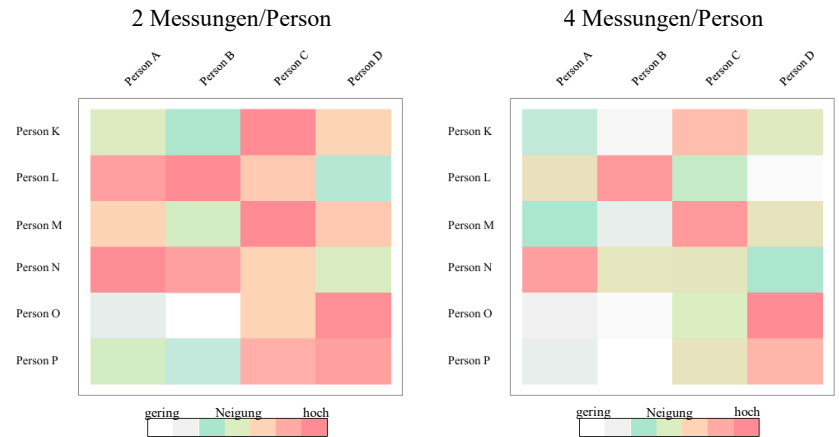 2 Messungen/Person
Person A Person B Person C Person D
Person K
Person L
Person M
Person N
Person O
Person P
gering Neigung hoch
4 Messungen/Person
Person A Person B Person C Person D
Person K
Person L
Person M
Person N
Person O
Person P
gering Neigung hoch